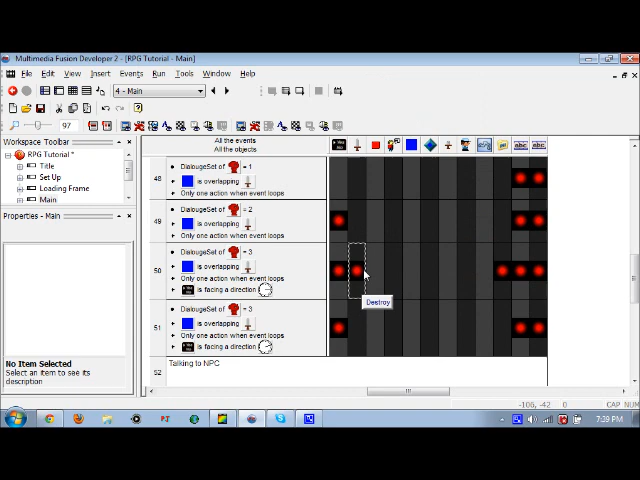 Multimedia Fusion Developer 2 - [RPG Tutorial - Main]
File Edit View Insert Events Run Tools Window Help
4 - Main
97
Workspace Toolbar
RPG Tutorial *
Title
Set Up
Loading Frame
Main
Properties - Workspace
No Item Selected
Select an item to see its
description
All the events
All the objects
48
DialougeSet of = 1
is overlapping
Only one action when event loops
49
DialougeSet of = 2
is overlapping
Only one action when event loops
50
DialougeSet of = 3
is overlapping
Only one action when event loops
is facing a direction
51
DialougeSet of = 3
is overlapping
Only one action when event loops
is facing a direction
52
Talking to NPC
Destroy
-106, -42 CAP NUM
7:39 PM